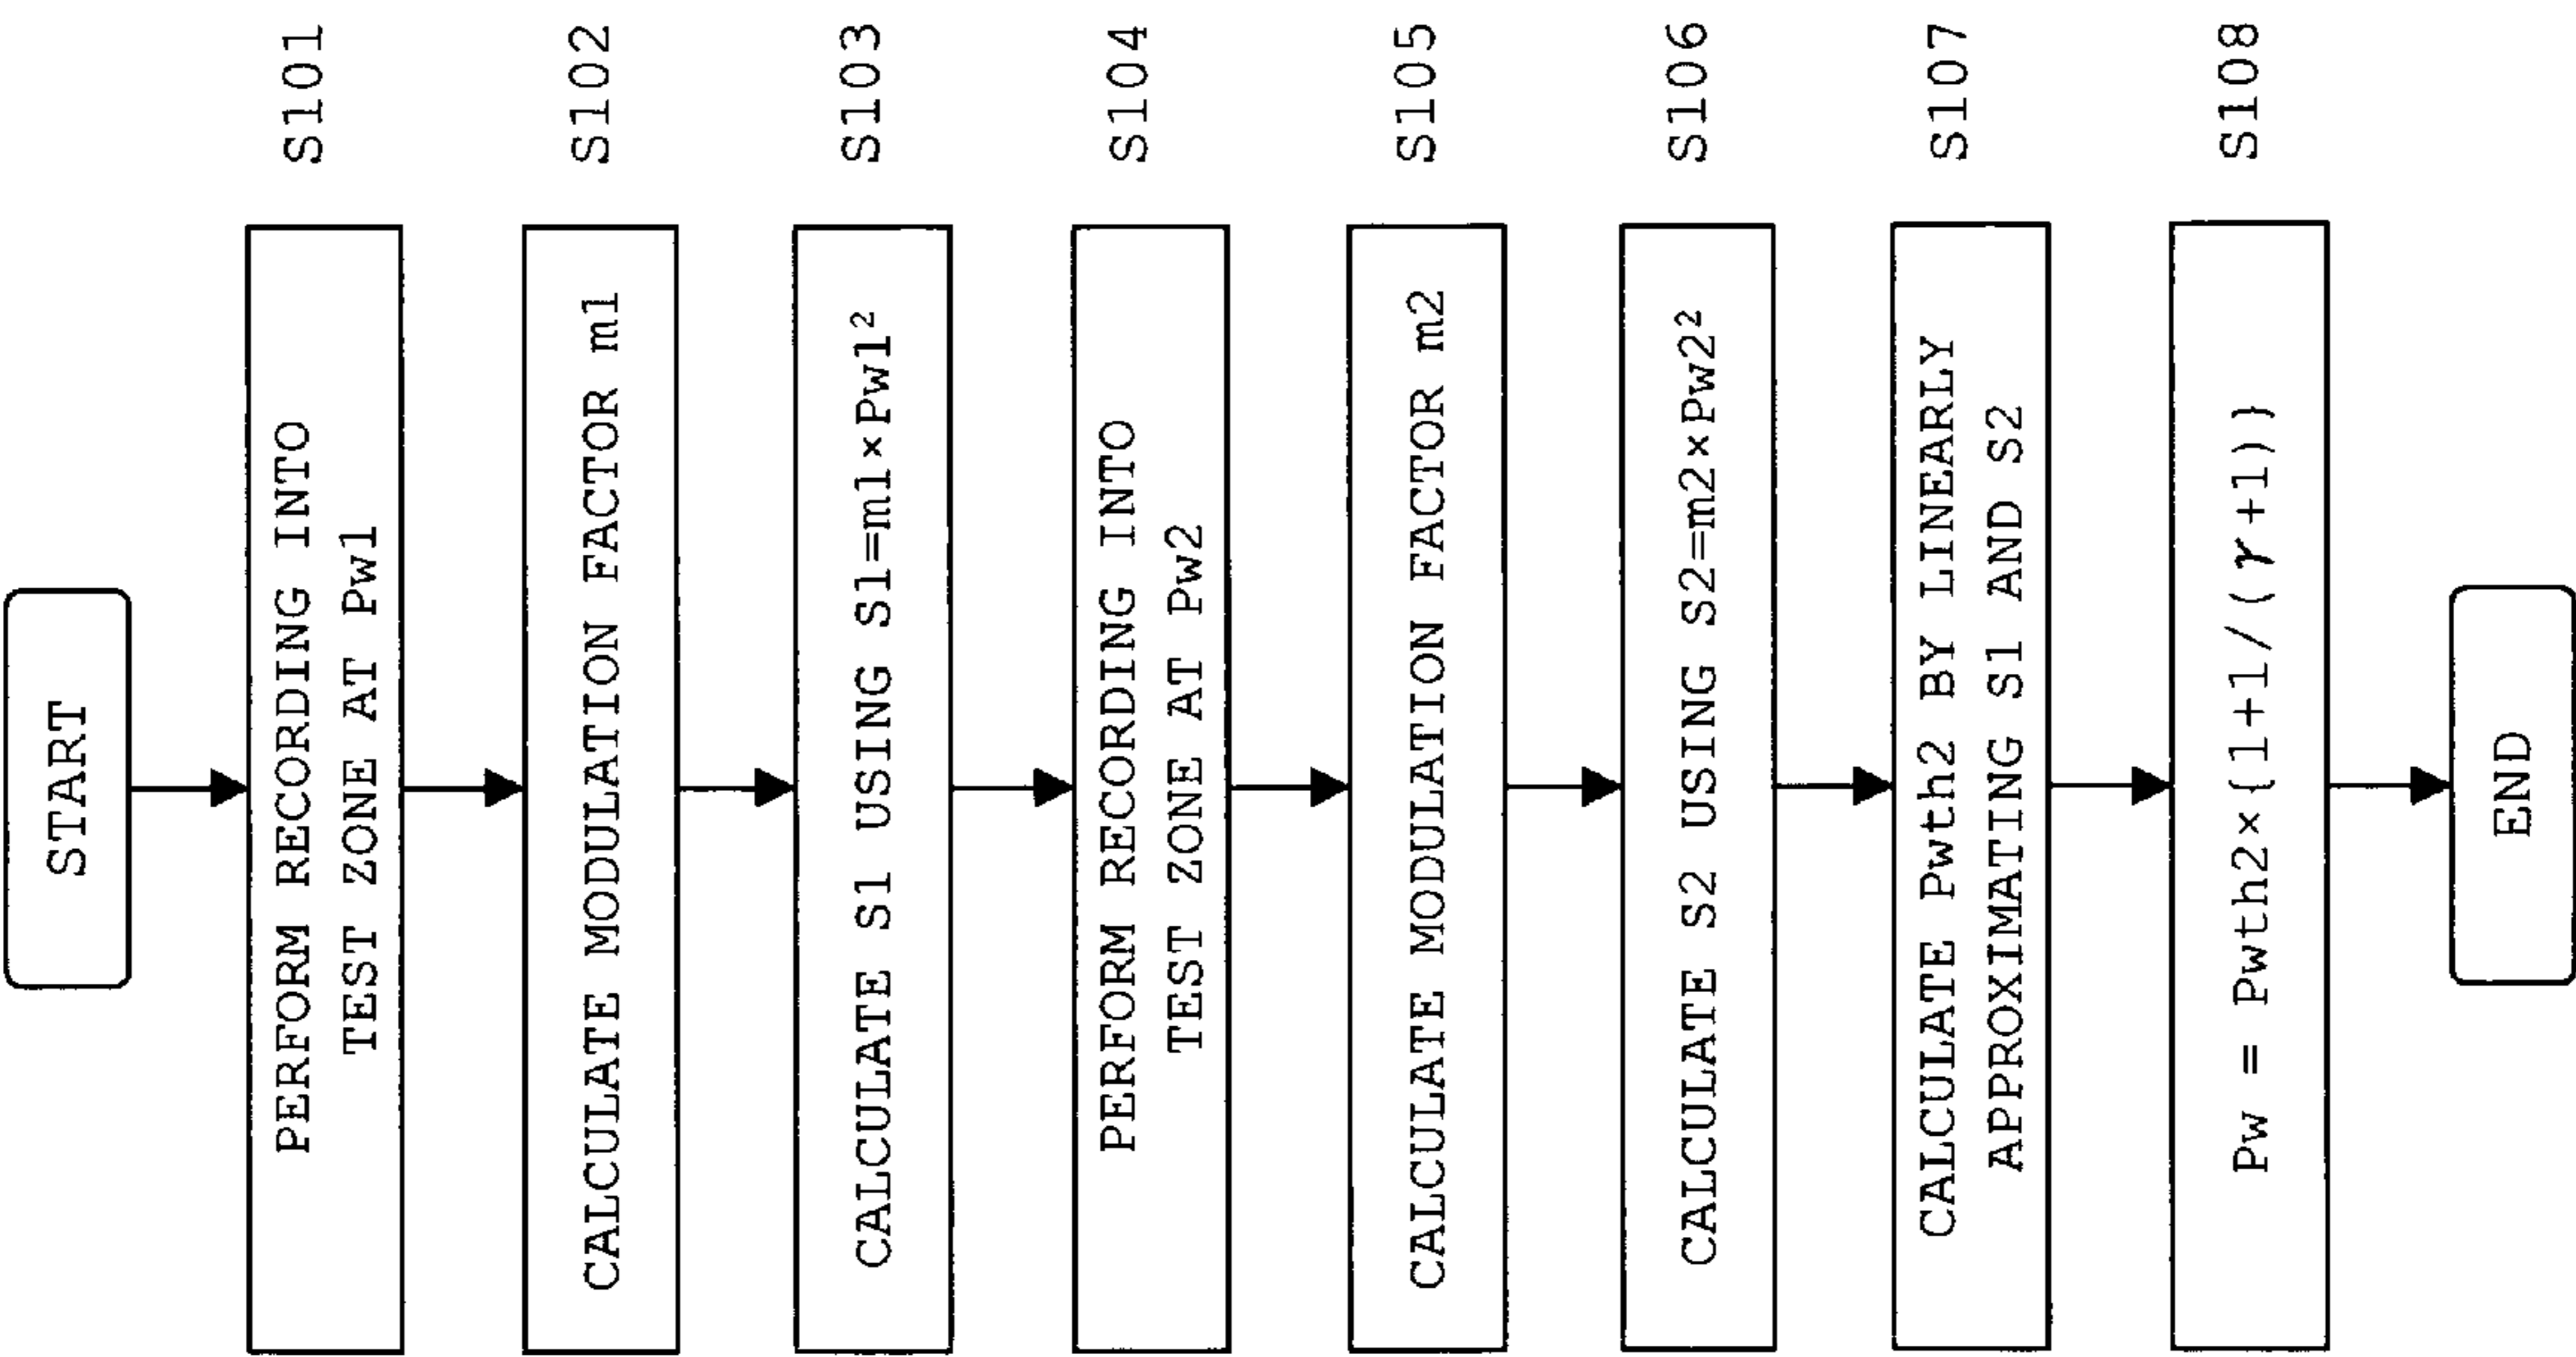 START
PERFORM RECORDING INTO
TEST ZONE AT Pw1
S101
CALCULATE MODULATION FACTOR m1
S102
CALCULATE S1 USING S1=m1×Pw1²
S103
PERFORM RECORDING INTO
TEST ZONE AT Pw2
S104
CALCULATE MODULATION FACTOR m2
S105
CALCULATE S2 USING S2=m2×Pw2²
S106
CALCULATE Pwth2 BY LINEARLY
APPROXIMATING S1 AND S2
S107
Pw = Pwth2×{1+1/(γ+1)}
S108
END